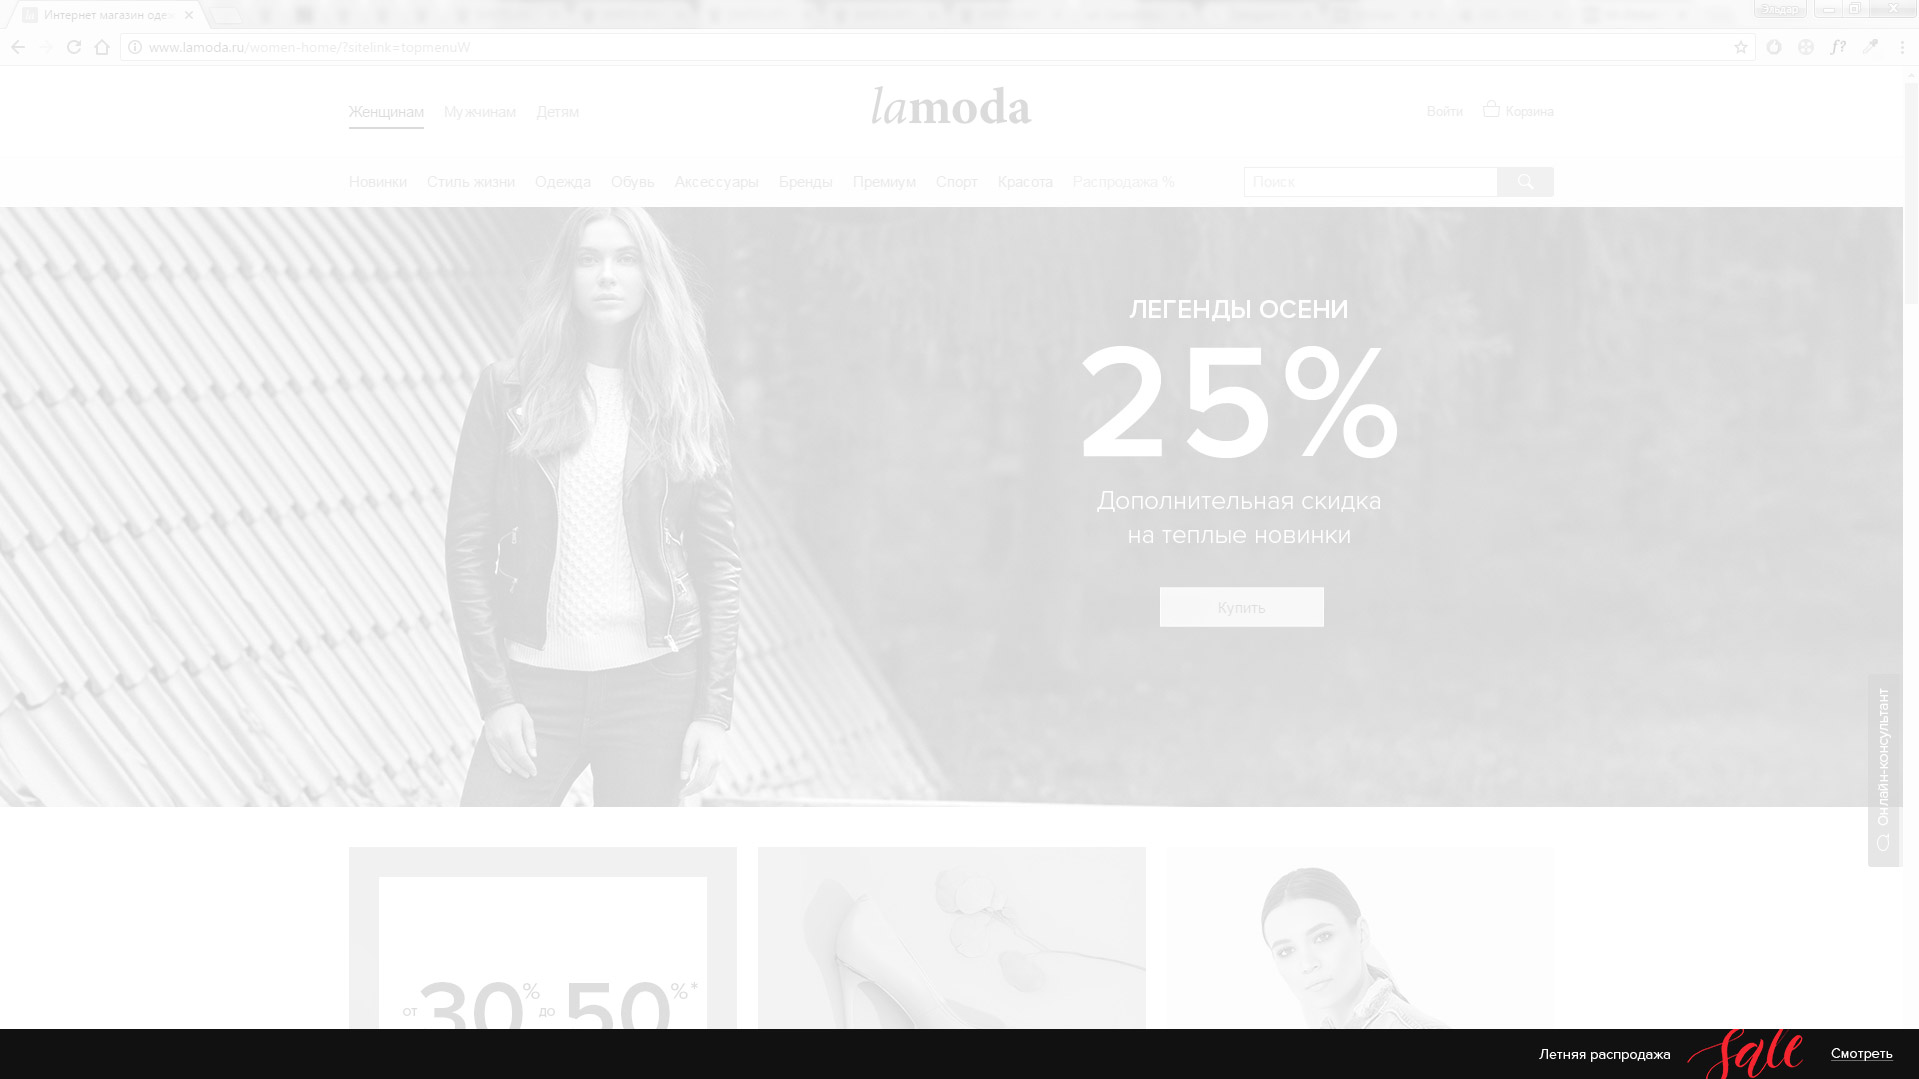 Интернет магазин оде
Эльдар
www.lamoda.ru/women-home/?sitelink=topmenuW
f?
Женщинам Мужчинам Детям
lamoda
Войти Корзина
Новинки Стиль жизни Одежда Обувь Аксессуары Бренды Премиум Спорт Красота Распродажа %
Поиск
ЛЕГЕНДЫ ОСЕНИ
25%
Дополнительная скидка
на теплые новинки
Купить
Онлайн-консультант
от 30% до 50%*
Летняя распродажа Sale Смотреть